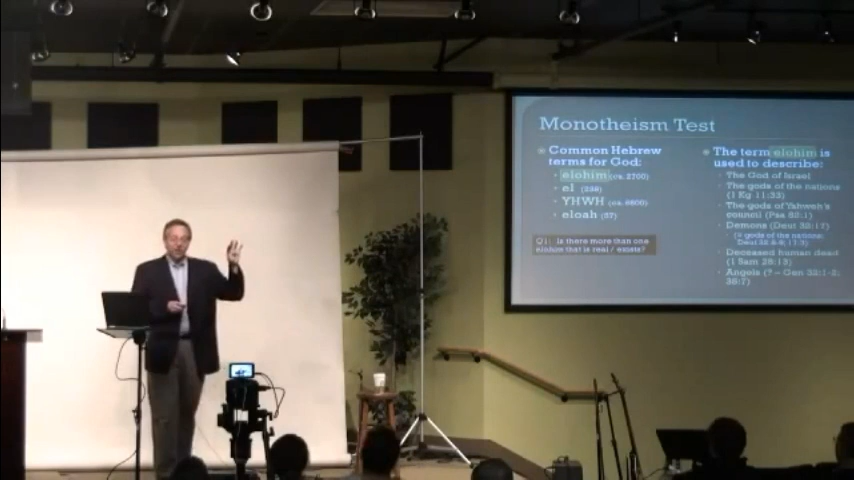 Monotheism Test
Common Hebrew
terms for God:
elohim (ca. 2700)
el (239)
YHWH (ca. 6800)
eloah (57)
Q1: Is there more than one
elohim that is real / exists?
The term elohim is
used to describe:
The God of Israel
The gods of the nations
(1 Kg 11:33)
The gods of Yahweh's
council (Psa 82:1)
Demons (Deut 32:17)
Deceased human dead
(1 Sam 28:13)
Angels (? – Gen 32:1-2;
35:7)